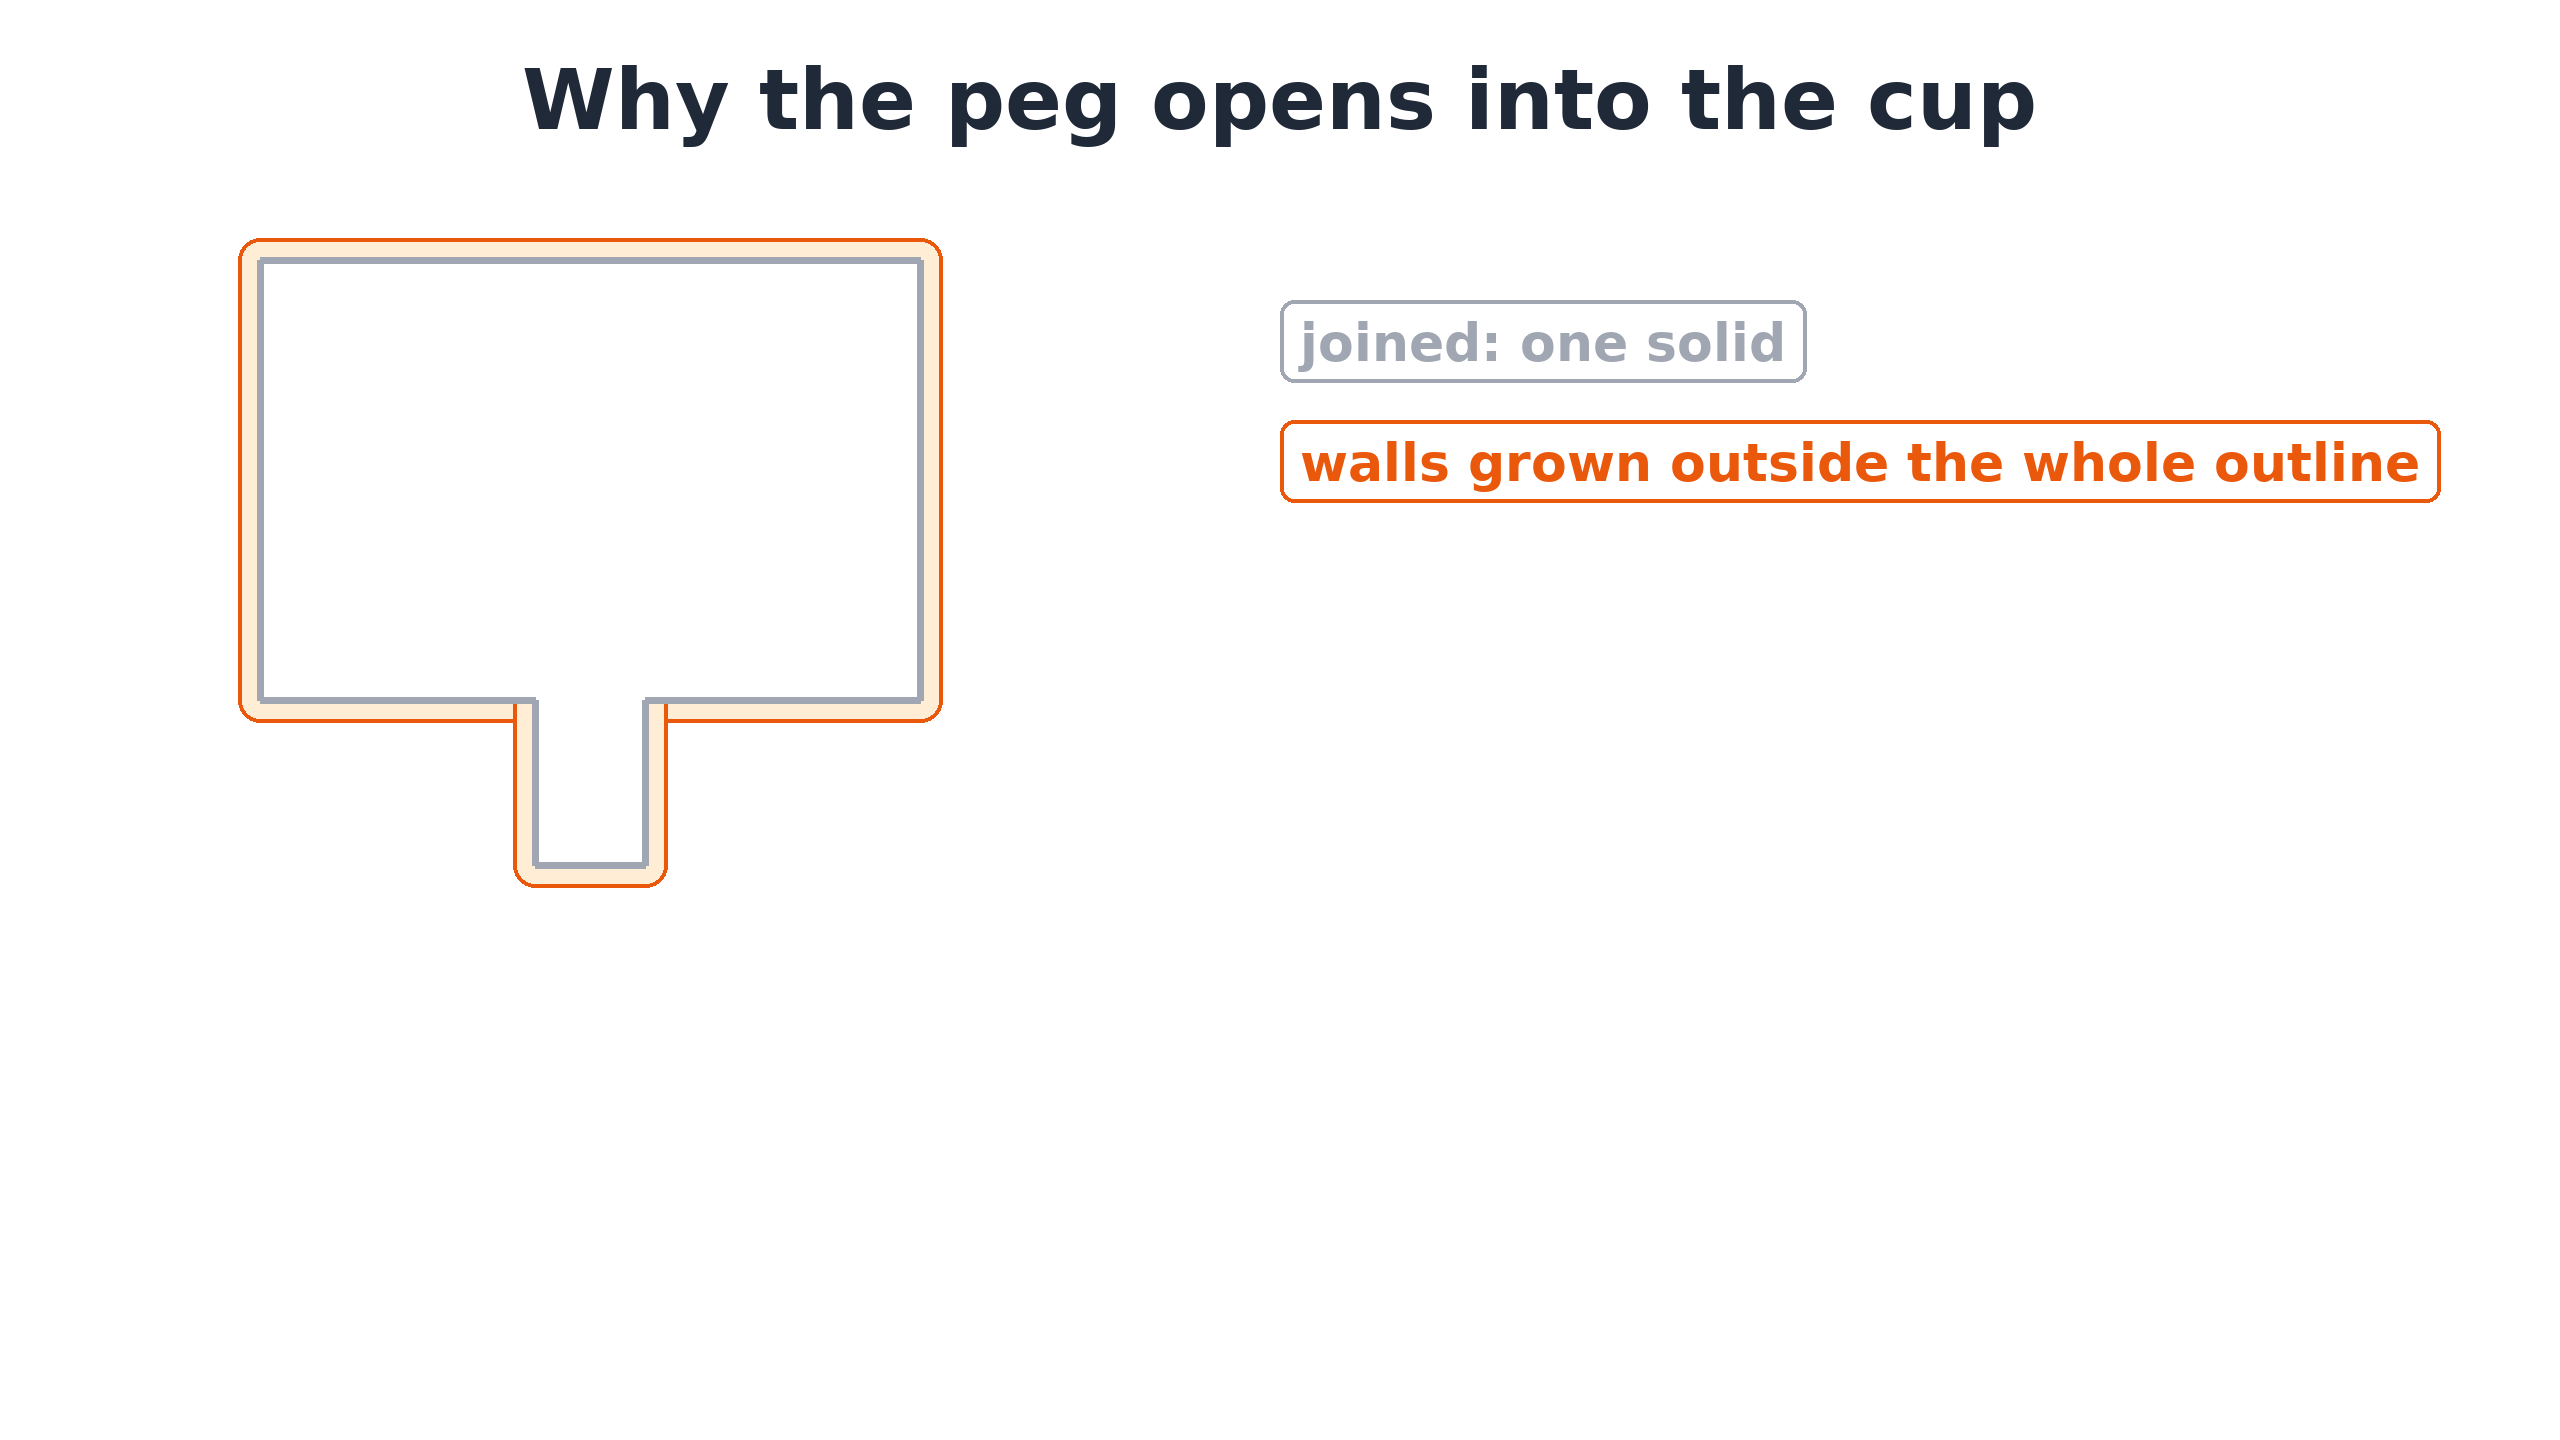 Why the peg opens into the cup
joined: one solid
walls grown outside the whole outline